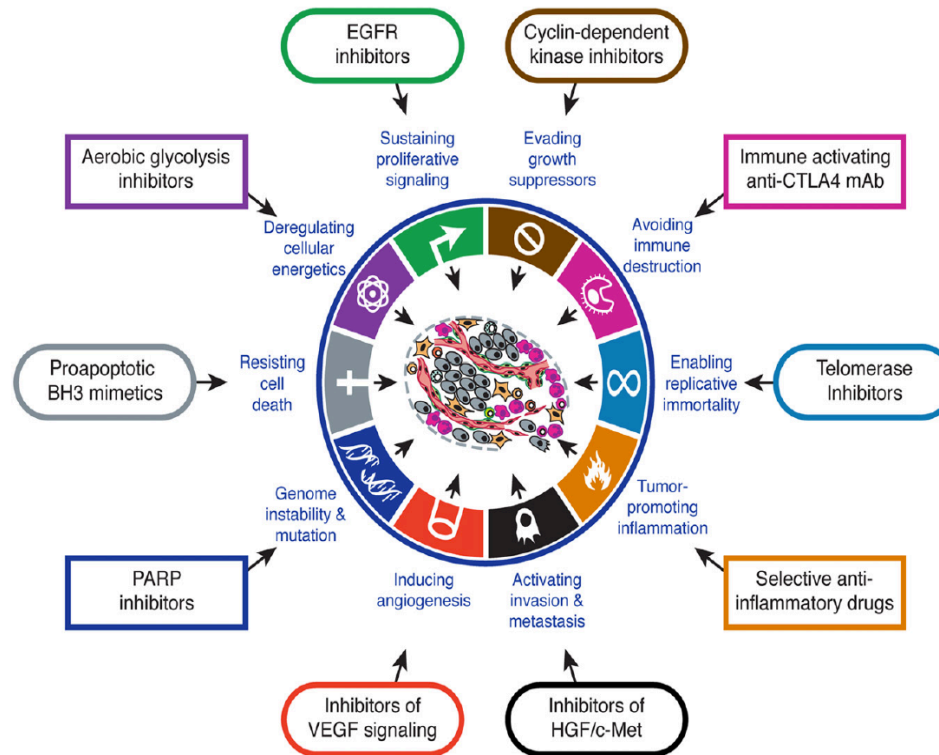 EGFR
inhibitors
Cyclin-dependent
kinase inhibitors
Sustaining
proliferative
signaling
Evading
growth
suppressors
Aerobic glycolysis
inhibitors
Immune activating
anti-CTLA4 mAb
Deregulating
cellular
energetics
Avoiding
immune
destruction
Proapoptotic
BH3 mimetics
Resisting
cell
death
Enabling
replicative
immortality
Telomerase
Inhibitors
Genome
instability &
mutation
Tumor-
promoting
inflammation
PARP
inhibitors
Inducing
angiogenesis
Activating
invasion &
metastasis
Selective anti-
inflammatory drugs
Inhibitors of
VEGF signaling
Inhibitors of
HGF/c-Met